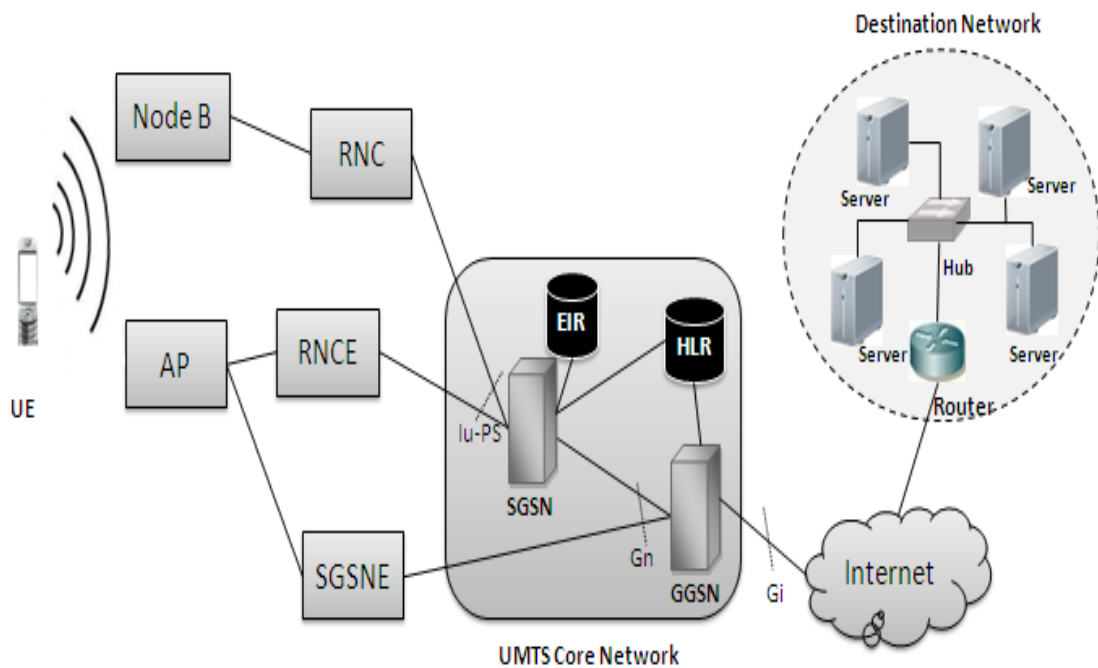 Destination Network
Node B
RNC
Server
Server
Hub
EIR
HLR
RNCE
AP
Server
Server
UE
Router
Iu-PS
SGSN
Gn
SGSNE
GGSN
Gi
Internet
UMTS Core Network